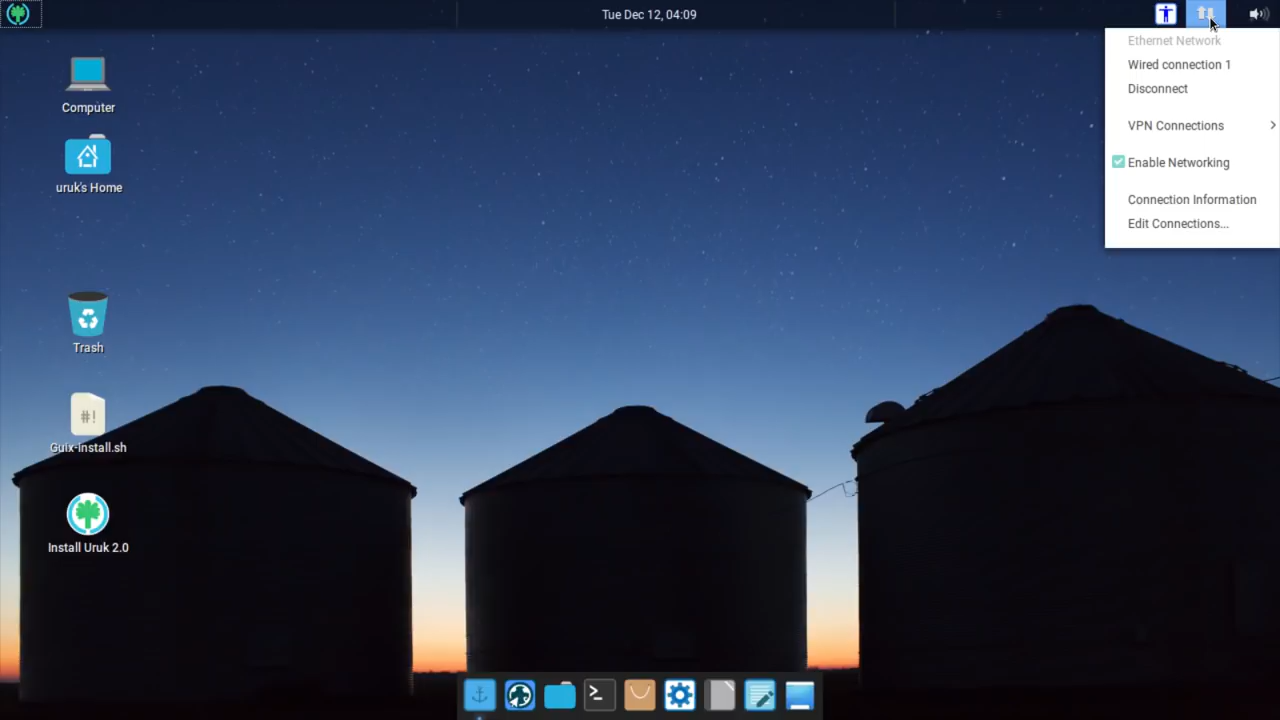 Tue Dec 12, 04:09
Ethernet Network
Wired connection 1
Disconnect
VPN Connections
Enable Networking
Connection Information
Edit Connections...
Computer
uruk's Home
Trash
#!
Guix-install.sh
Install Uruk 2.0